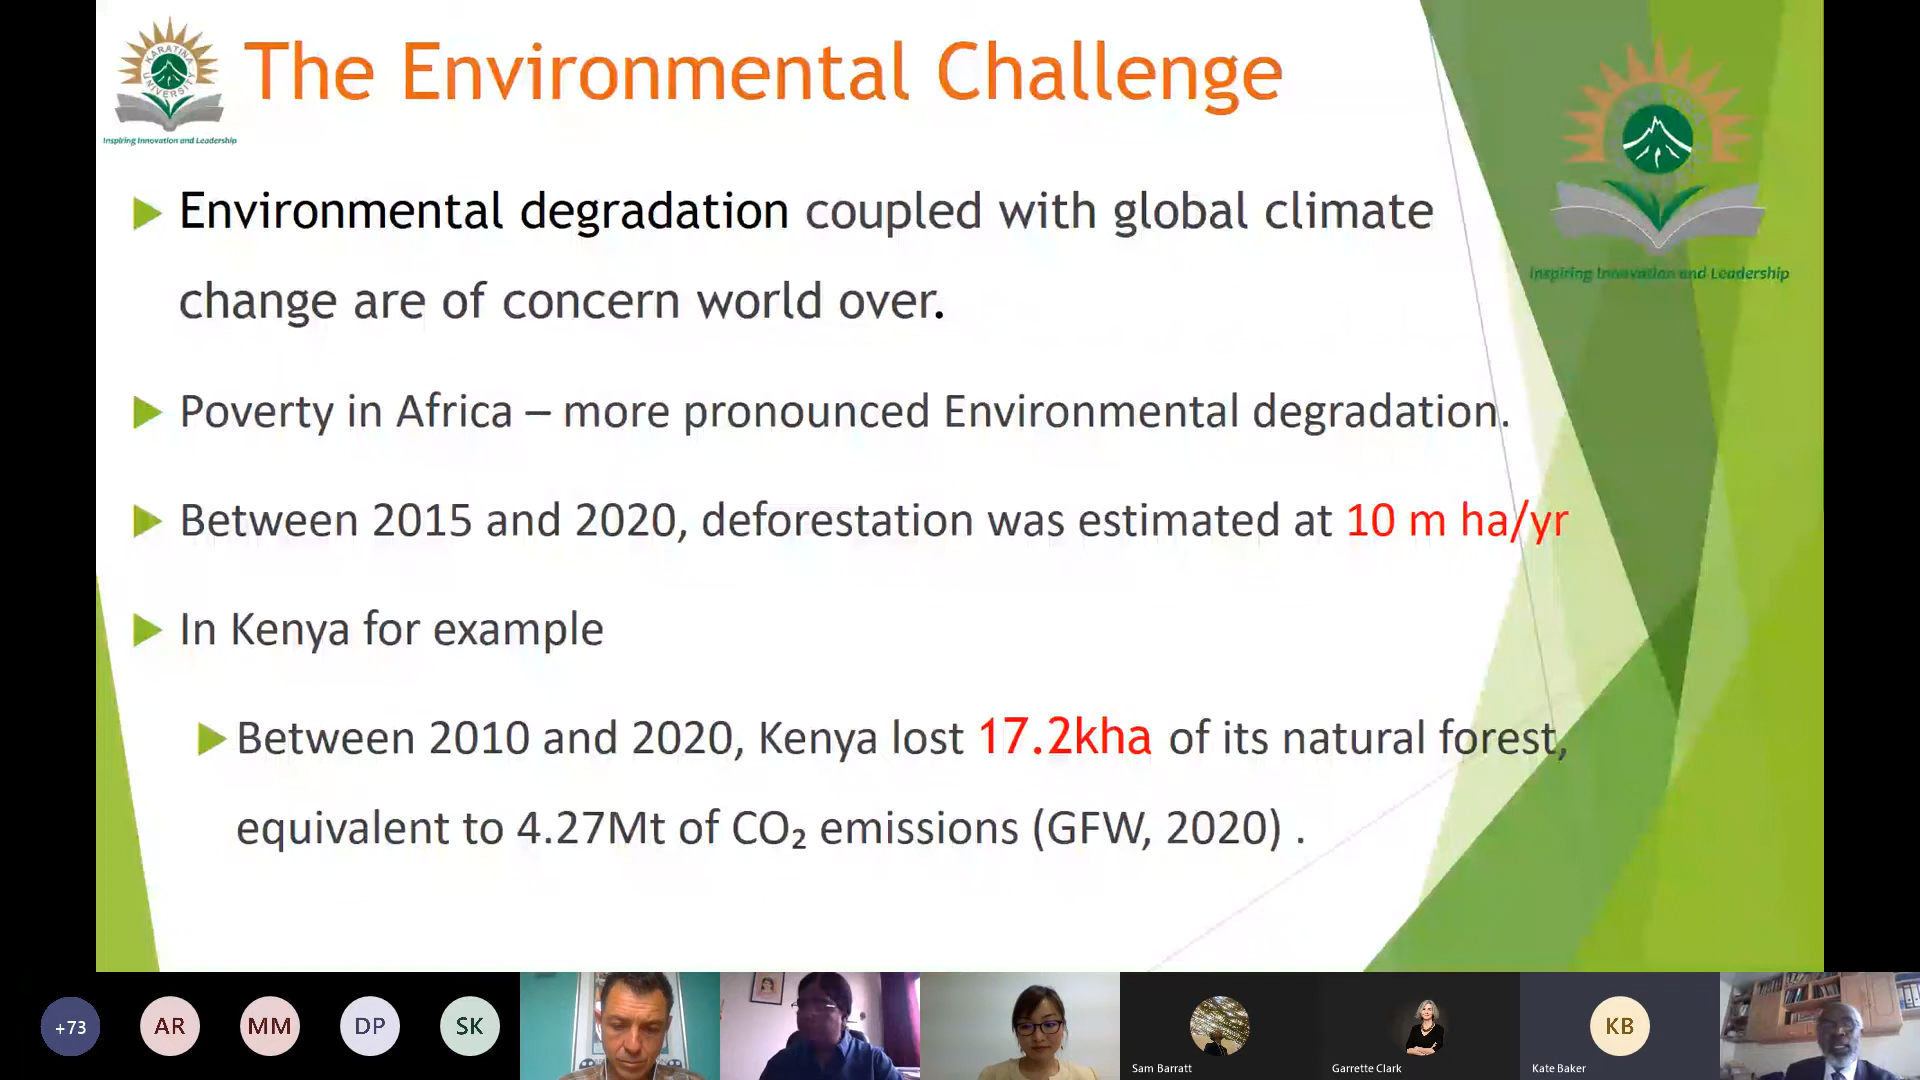 KARATINA
UNIVERSITY
Inspiring Innovation and Leadership
The Environmental Challenge
Inspiring Innovation and Leadership
Environmental degradation coupled with global climate
change are of concern world over.
Poverty in Africa – more pronounced Environmental degradation.
Between 2015 and 2020, deforestation was estimated at 10 m ha/yr
In Kenya for example
Between 2010 and 2020, Kenya lost 17.2kha of its natural forest,
equivalent to 4.27Mt of CO₂ emissions (GFW, 2020) .
+73
AR
MM
DP
SK
Sam Barratt
Garrette Clark
KB
Kate Baker